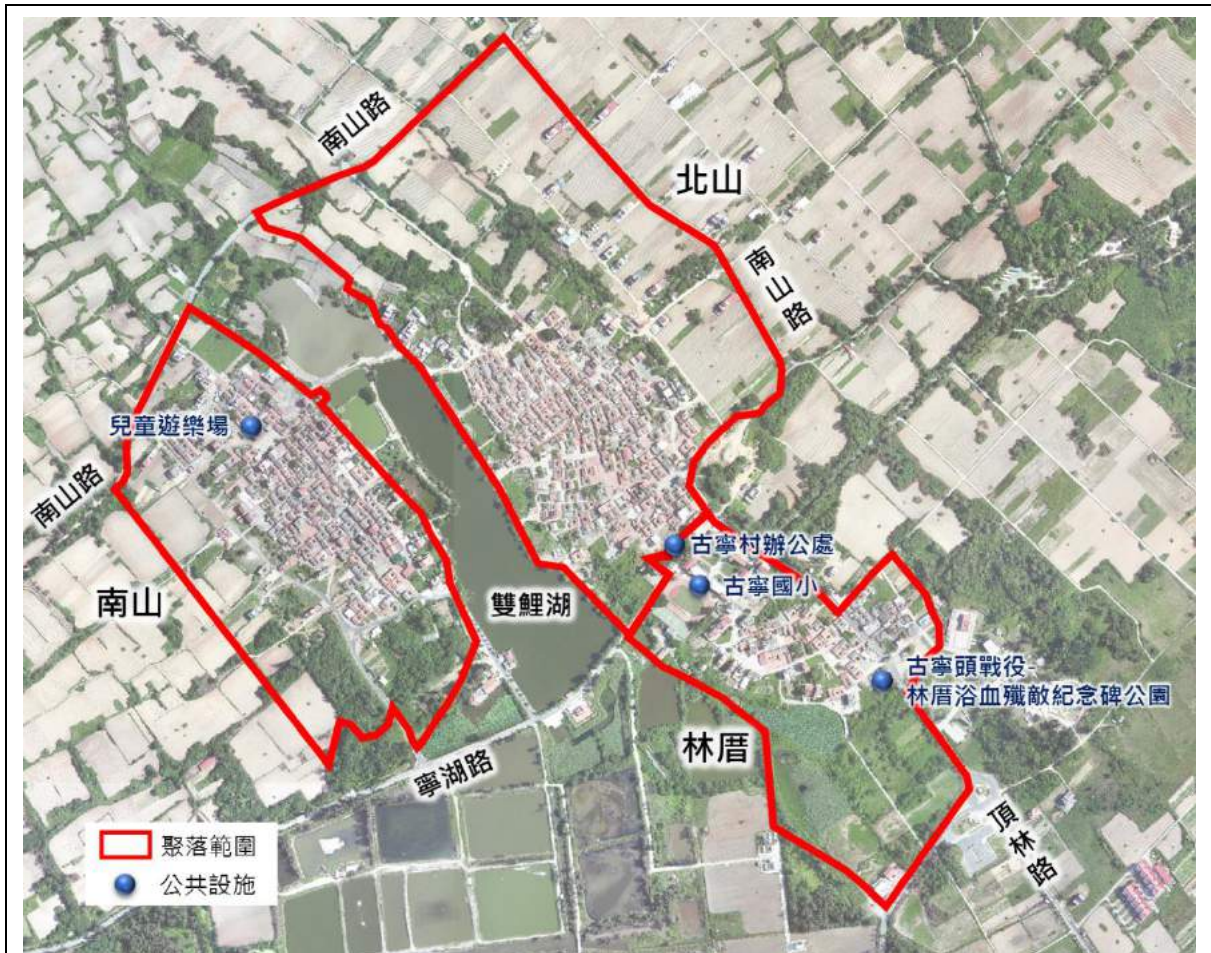 南山路
北山
南山路
兒童遊樂場
南山路
古寧村辦公處
古寧國小
南山
雙鯉湖
古寧頭戰役-
林厝浴血殲敵紀念碑公園
林厝
寧湖路
頂林路
聚落範圍
公共設施